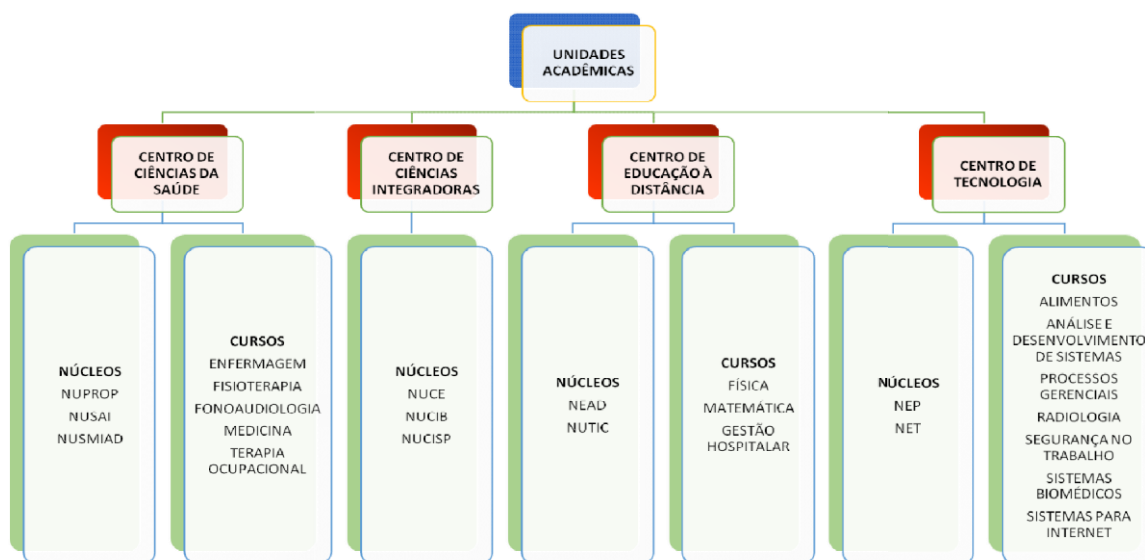 UNIDADES
ACADÊMICAS
CENTRO DE
CIÊNCIAS DA
SAÚDE
CENTRO DE
CIÊNCIAS
INTEGRADORAS
CENTRO DE
EDUCAÇÃO À
DISTÂNCIA
CENTRO DE
TECNOLOGIA
NÚCLEOS
NUPROP
NUSAI
NUSMIAD
CURSOS
ENFERMAGEM
FISIOTERAPIA
FONOAUDIOLOGIA
MEDICINA
TERAPIA
OCUPACIONAL
NÚCLEOS
NUCE
NUCIB
NUCISP
NÚCLEOS
NEAD
NUTIC
CURSOS
FÍSICA
MATEMÁTICA
GESTÃO
HOSPITALAR
NÚCLEOS
NEP
NET
CURSOS
ALIMENTOS
ANÁLISE E
DESENVOLVIMENTO
DE SISTEMAS
PROCESSOS
GERENCIAIS
RADIOLOGIA
SEGURANÇA NO
TRABALHO
SISTEMAS
BIOMÉDICOS
SISTEMAS PARA
INTERNET